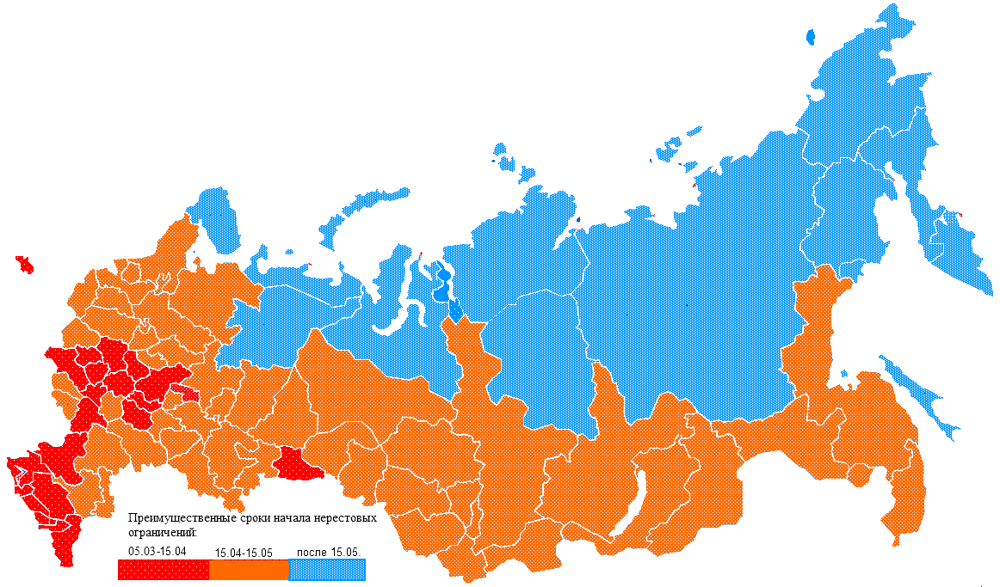 Преимущественные сроки начала нерестовых
ограничений:
05.03-15.04 15.04-15.05 после 15.05.